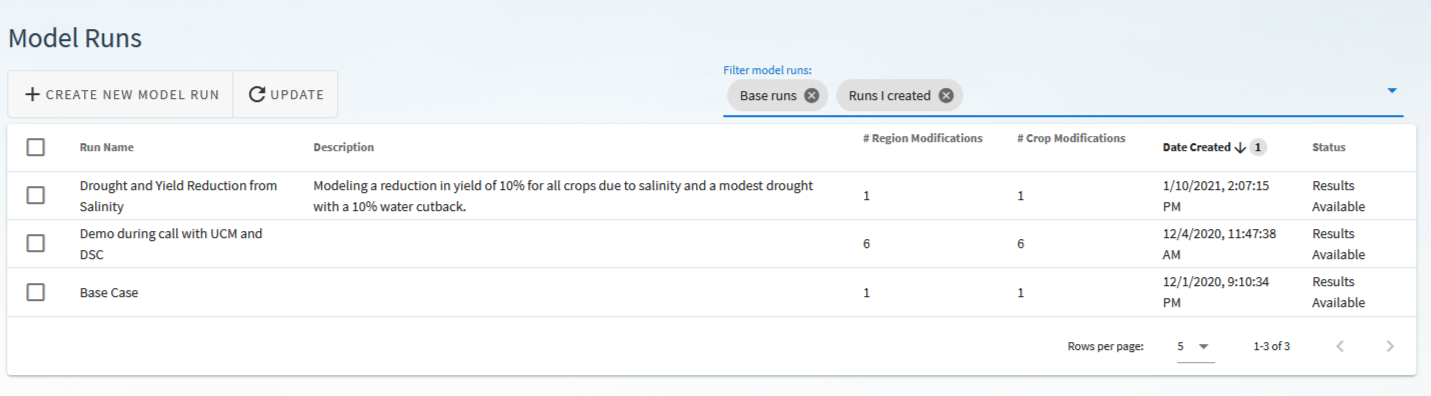 Model Runs
Filter model runs:
+ CREATE NEW MODEL RUN UPDATE
Base runs Runs I created
Run Name Description # Region Modifications # Crop Modifications Date Created 1 Status
Drought and Yield Reduction from Modeling a reduction in yield of 10% for all crops due to salinity and a modest drought 1 1 1/10/2021, 2:07:15 Results
Salinity with a 10% water cutback. PM Available
Demo during call with UCM and 6 6 12/4/2020, 11:47:38 Results
DSC AM Available
Base Case 1 1 12/1/2020, 9:10:34 Results
PM Available
Rows per page: 5 1-3 of 3